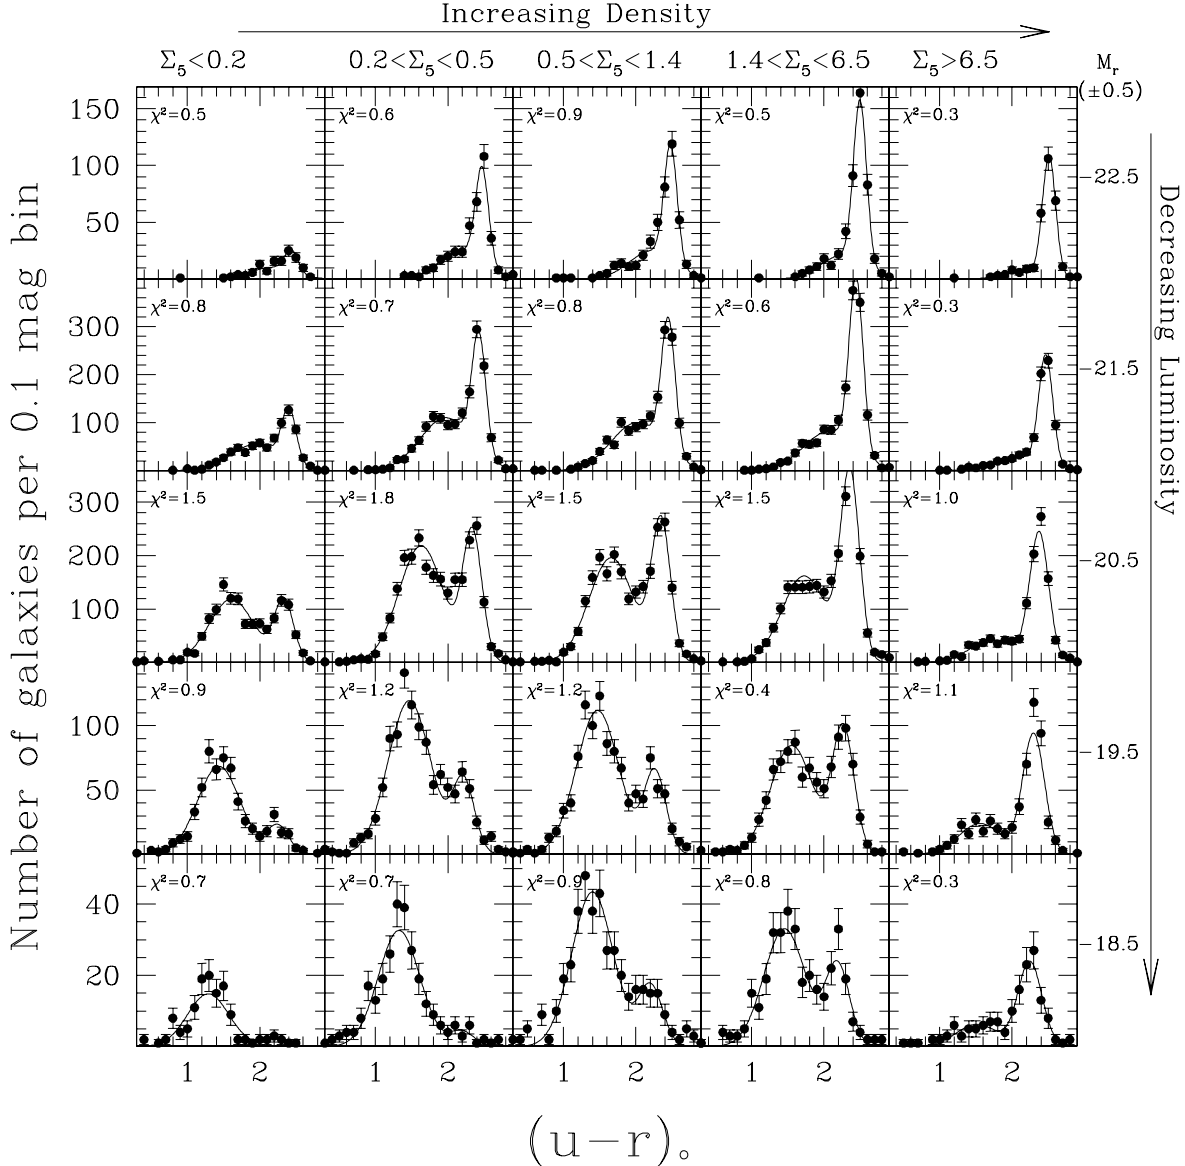 Increasing Density
Σ₅<0.2 0.2<Σ₅<0.5 0.5<Σ₅<1.4 1.4<Σ₅<6.5 Σ₅>6.5 Mᵣ
(±0.5)
χ²=0.5 χ²=0.6 χ²=0.9 χ²=0.5 χ²=0.3
150
100
50
-22.5
χ²=0.8 χ²=0.7 χ²=0.8 χ²=0.6 χ²=0.3
300
200
100
-21.5
χ²=1.5 χ²=1.8 χ²=1.5 χ²=1.5 χ²=1.0
300
200
100
-20.5
χ²=0.9 χ²=1.2 χ²=1.2 χ²=0.4 χ²=1.1
100
50
-19.5
χ²=0.7 χ²=0.7 χ²=0.9 χ²=0.8 χ²=0.3
40
20
-18.5
1 2 1 2 1 2 1 2 1 2
(u-r)₀
Number of galaxies per 0.1 mag bin
Decreasing Luminosity